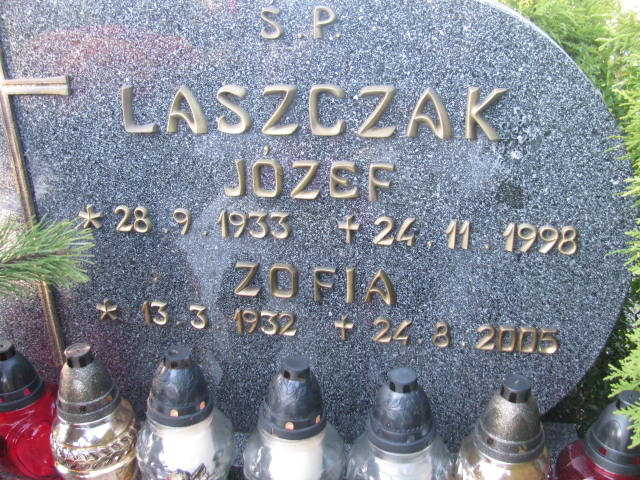 Ś.P.
LASZCZAK
JÓZEF
* 28.9.1933 ✝ 24.11.1998
ZOFIA
* 13.3.1932 ✝ 24.8.2005